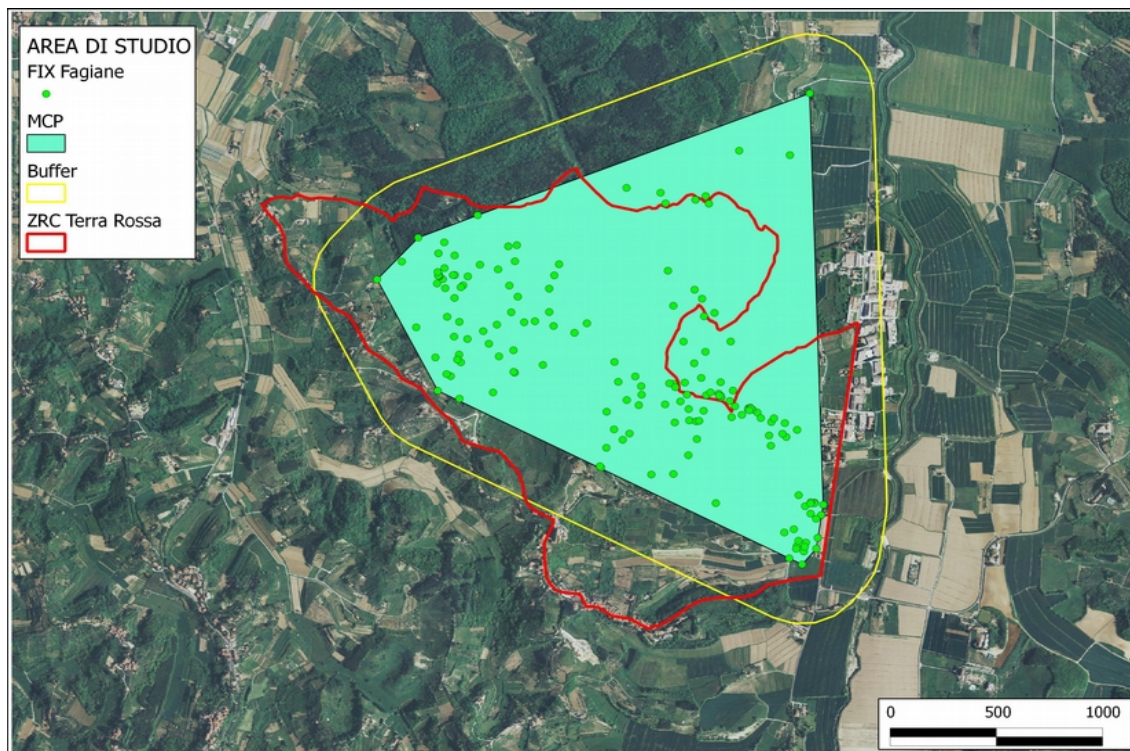 AREA DI STUDIO
FIX Fagiane
MCP
Buffer
ZRC Terra Rossa
0 500 1000